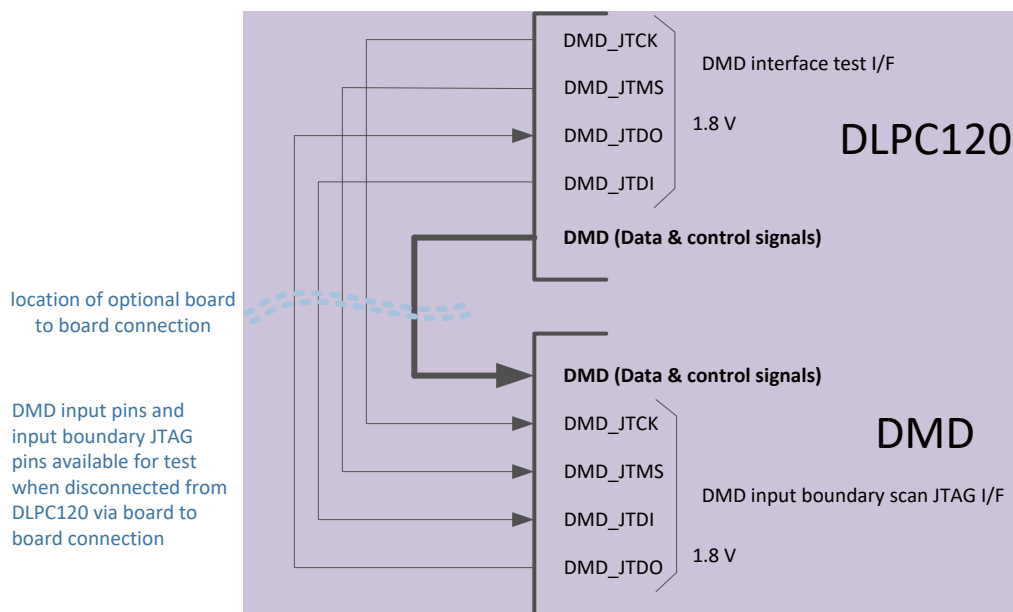 DMD_JTCK
DMD interface test I/F
DMD_JTMS
1.8 V
DMD_JTDO
DLPC120
DMD_JTDI
DMD (Data & control signals)
location of optional board
to board connection
DMD (Data & control signals)
DMD input pins and
input boundary JTAG
pins available for test
when disconnected from
DLPC120 via board to
board connection
DMD_JTCK
DMD
DMD_JTMS
DMD input boundary scan JTAG I/F
DMD_JTDI
1.8 V
DMD_JTDO